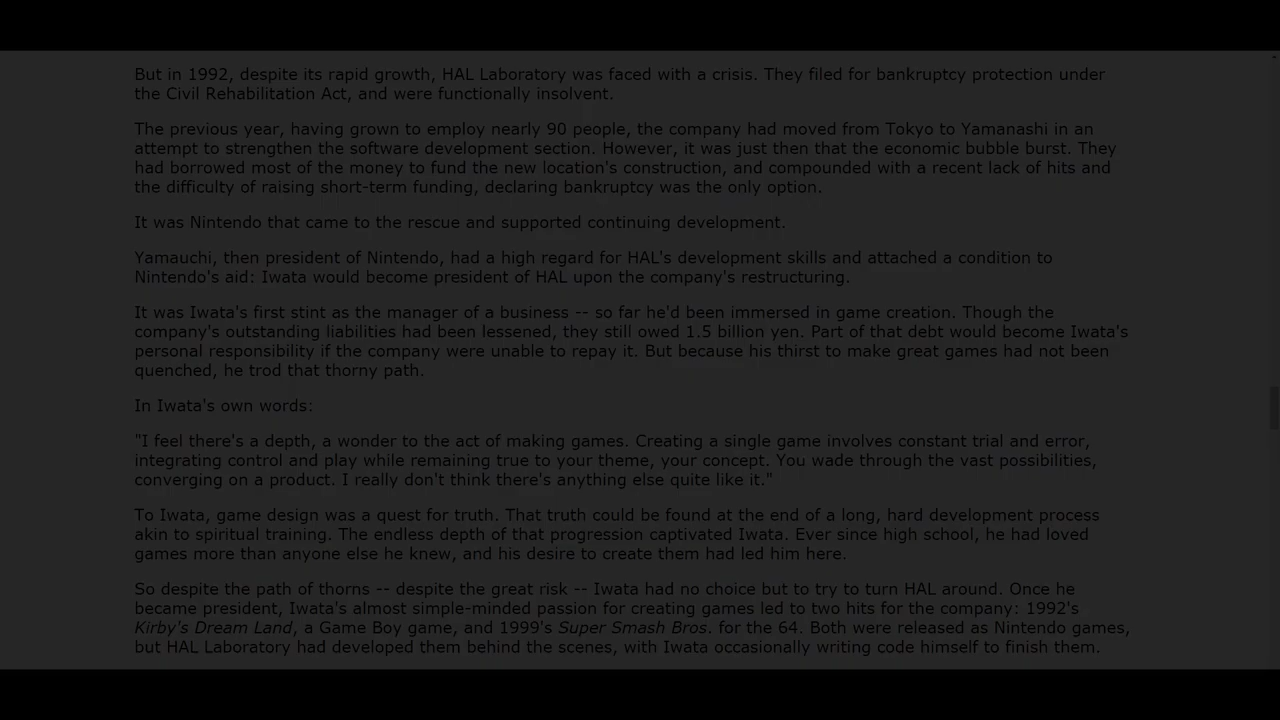 But in 1992, despite its rapid growth, HAL Laboratory was faced with a crisis. They filed for bankruptcy protection under
the Civil Rehabilitation Act, and were functionally insolvent.
The previous year, having grown to employ nearly 90 people, the company had moved from Tokyo to Yamanashi in an
attempt to strengthen the software development section. However, it was just then that the economic bubble burst. They
had borrowed most of the money to fund the new location's construction, and compounded with a recent lack of hits and
the difficulty of raising short-term funding, declaring bankruptcy was the only option.
It was Nintendo that came to the rescue and supported continuing development.
Yamauchi, then president of Nintendo, had a high regard for HAL's development skills and attached a condition to
Nintendo's aid: Iwata would become president of HAL upon the company's restructuring.
It was Iwata's first stint as the manager of a business -- so far he'd been immersed in game creation. Though the
company's outstanding liabilities had been lessened, they still owed 1.5 billion yen. Part of that debt would become Iwata's
personal responsibility if the company were unable to repay it. But because his thirst to make great games had not been
quenched, he trod that thorny path.
In Iwata's own words:
"I feel there's a depth, a wonder to the act of making games. Creating a single game involves constant trial and error,
integrating control and play while remaining true to your theme, your concept. You wade through the vast possibilities,
converging on a product. I really don't think there's anything else quite like it."
To Iwata, game design was a quest for truth. That truth could be found at the end of a long, hard development process
akin to spiritual training. The endless depth of that progression captivated Iwata. Ever since high school, he had loved
games more than anyone else he knew, and his desire to create them had led him here.
So despite the path of thorns -- despite the great risk -- Iwata had no choice but to try to turn HAL around. Once he
became president, Iwata's almost simple-minded passion for creating games led to two hits for the company: 1992's
Kirby's Dream Land, a Game Boy game, and 1999's Super Smash Bros. for the 64. Both were released as Nintendo games,
but HAL Laboratory had developed them behind the scenes, with Iwata occasionally writing code himself to finish them.